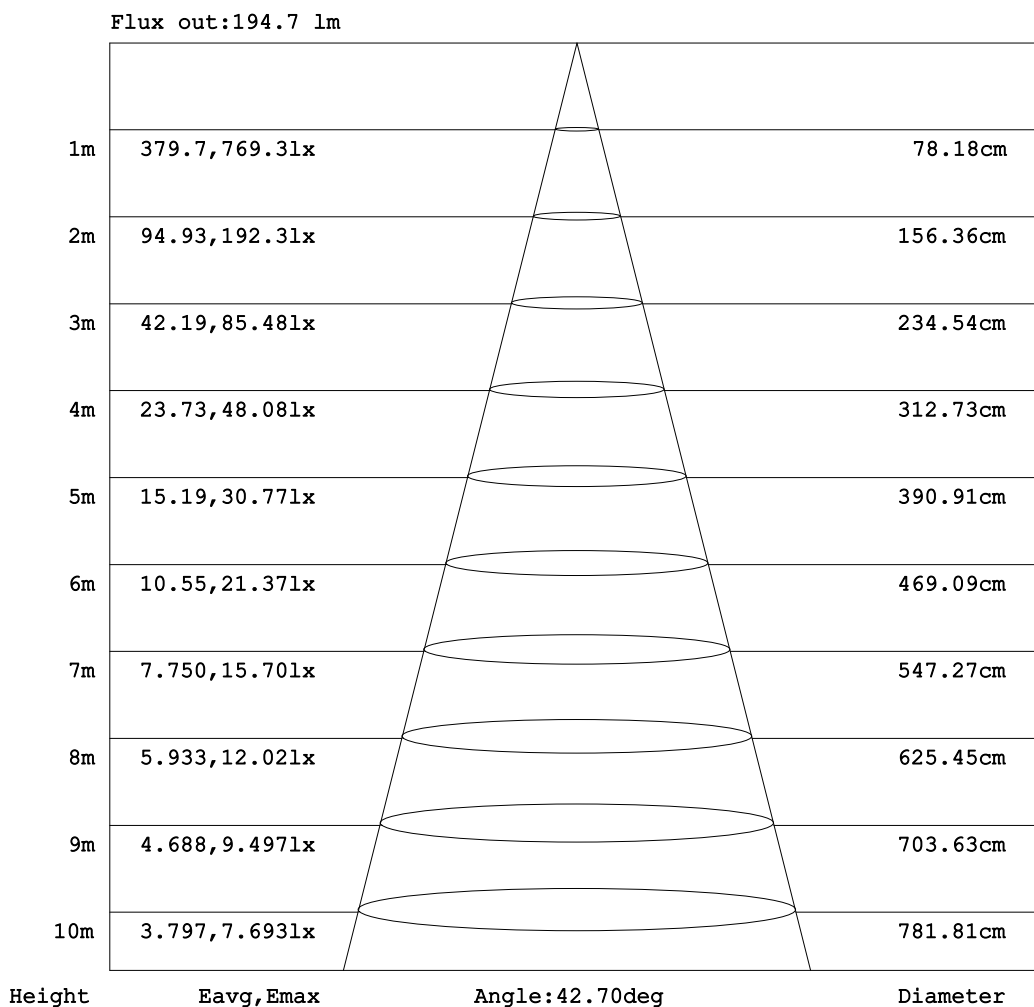 Flux out:194.7 lm
1m 379.7,769.3lx 78.18cm
2m 94.93,192.3lx 156.36cm
3m 42.19,85.48lx 234.54cm
4m 23.73,48.08lx 312.73cm
5m 15.19,30.77lx 390.91cm
6m 10.55,21.37lx 469.09cm
7m 7.750,15.70lx 547.27cm
8m 5.933,12.02lx 625.45cm
9m 4.688,9.497lx 703.63cm
10m 3.797,7.693lx 781.81cm
Height Eavg,Emax Angle:42.70deg Diameter